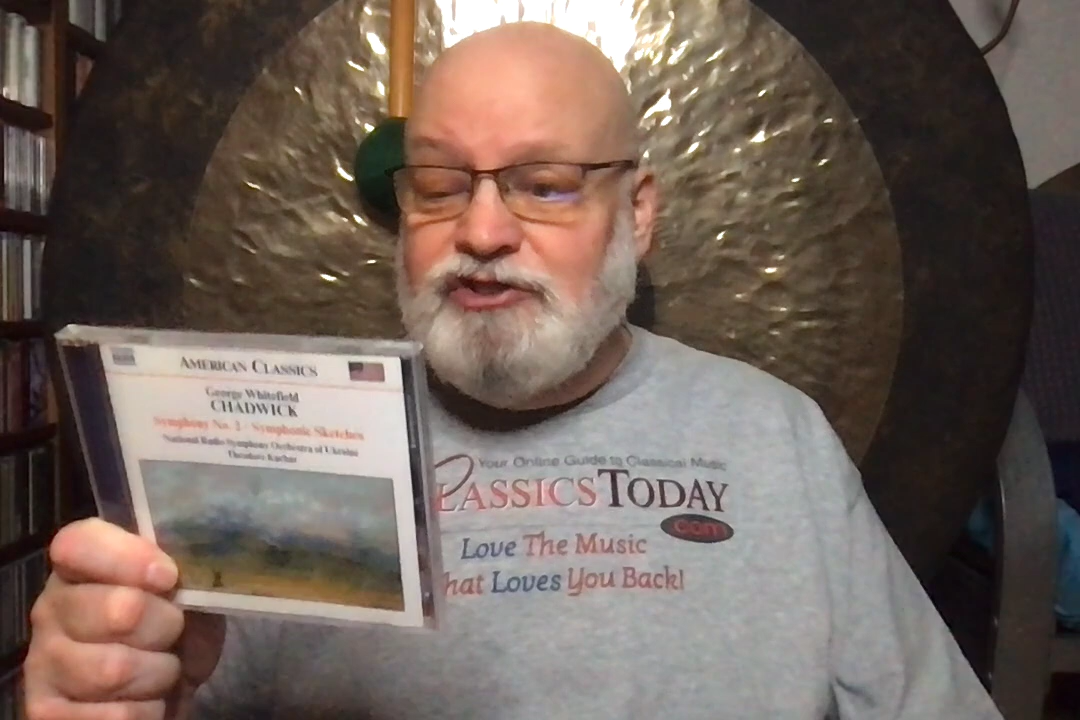 AMERICAN CLASSICS
George Whitefield
CHADWICK
Symphony No. 2 · Symphonic Sketches
National Radio Symphony Orchestra of Ukraine
Theodore Kuchar
Your Online Guide to Classical Music
CLASSICSTODAY
com
Love The Music
hat Loves You Back!